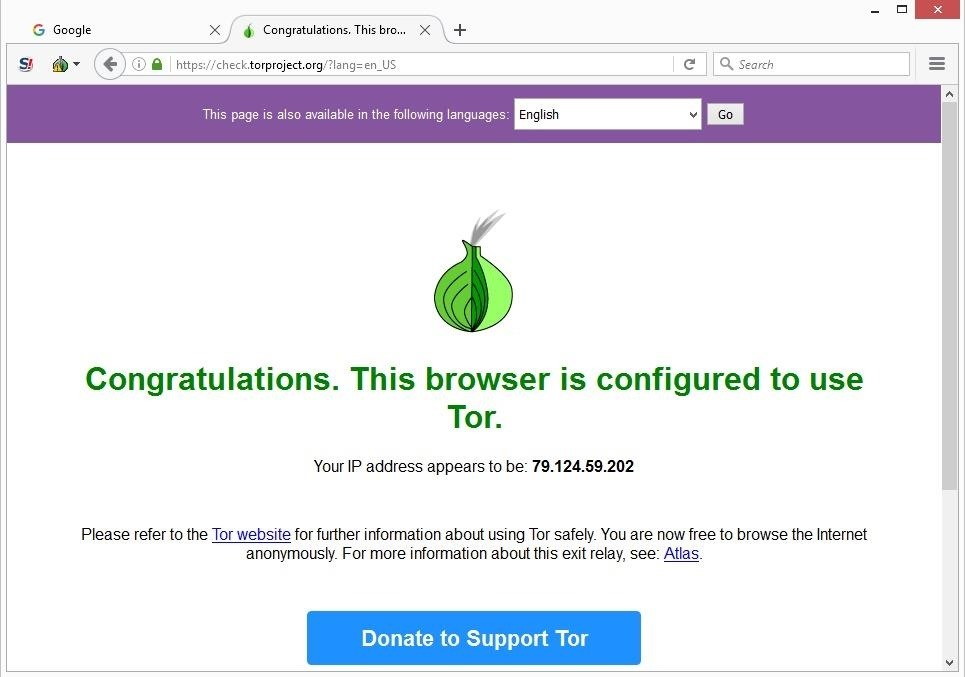 Google
Congratulations. This bro...
https://check.torproject.org/?lang=en_US
Search
This page is also available in the following languages: English Go
Congratulations. This browser is configured to use
Tor.
Your IP address appears to be: 79.124.59.202
Please refer to the Tor website for further information about using Tor safely. You are now free to browse the Internet
anonymously. For more information about this exit relay, see: Atlas.
Donate to Support Tor